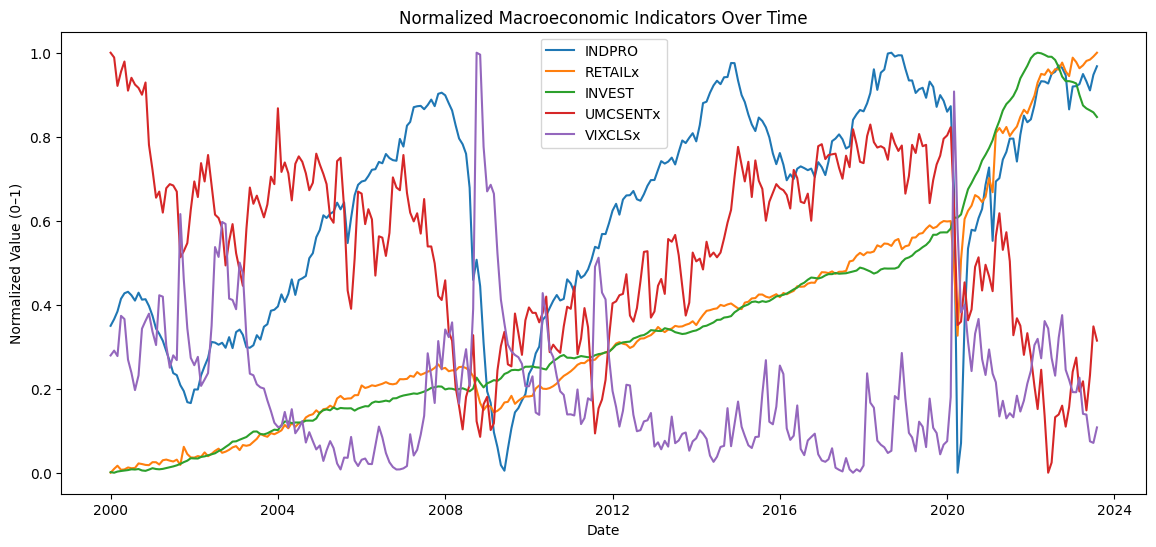 Normalized Macroeconomic Indicators Over Time
Normalized Value (0–1)
1.0
0.8
0.6
0.4
0.2
0.0
INDPRO
RETAILx
INVEST
UMCSENTx
VIXCLSx
2000
2004
2008
2012
2016
2020
2024
Date